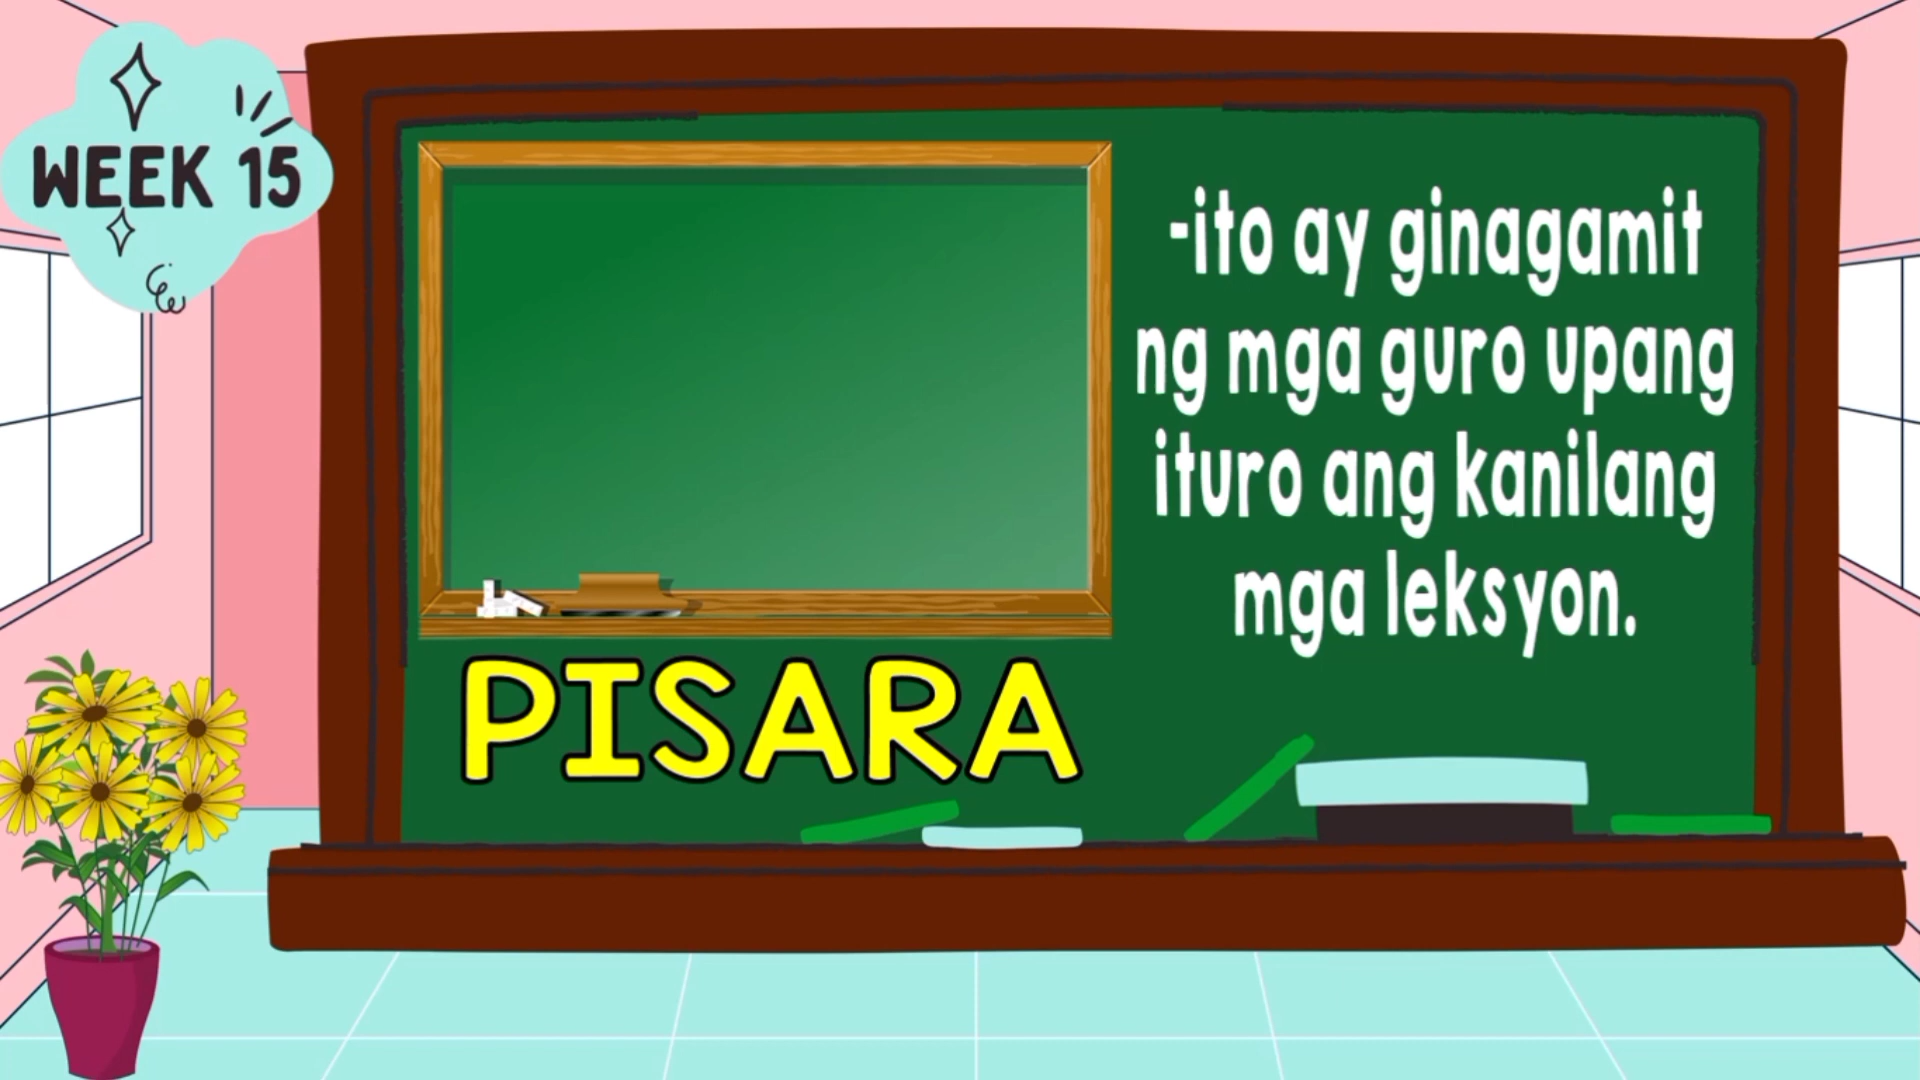 WEEK 15
-ito ay ginagamit
ng mga guro upang
ituro ang kanilang
mga leksyon.
PISARA